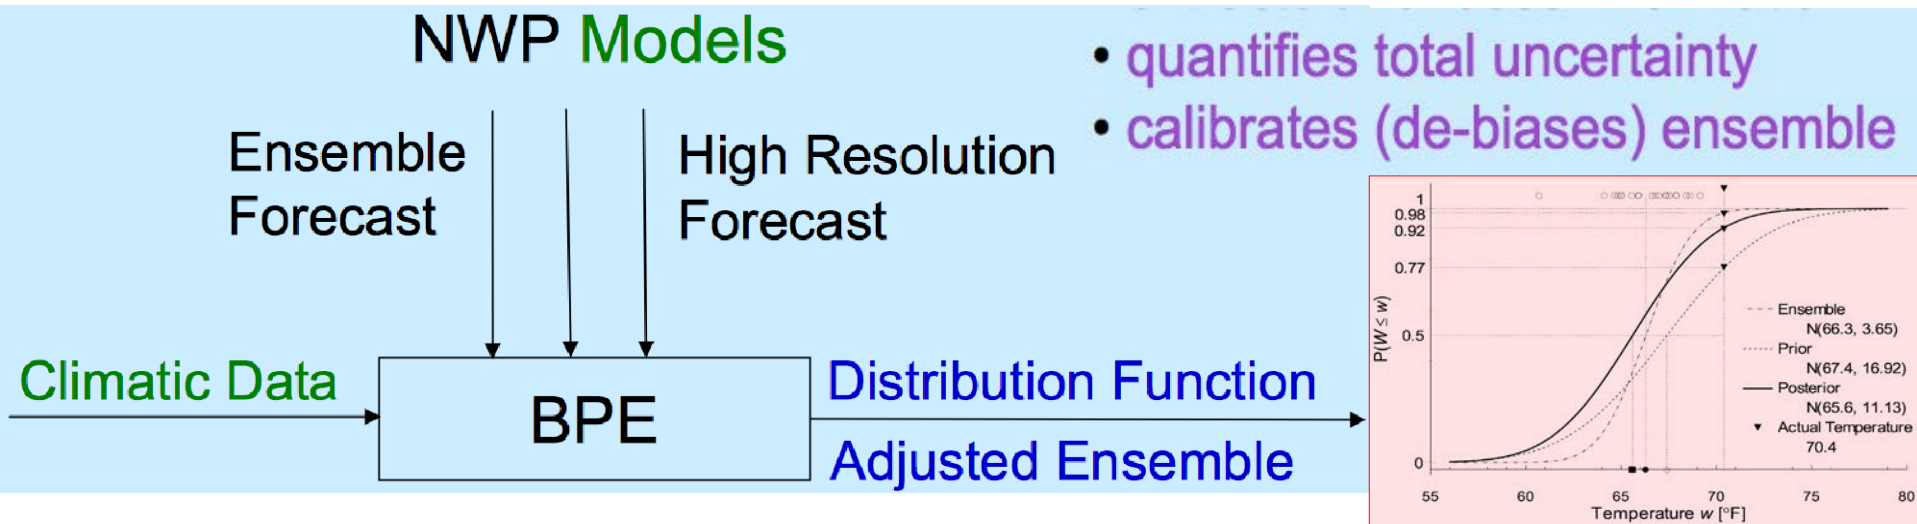 NWP Models
• quantifies total uncertainty
• calibrates (de-biases) ensemble
Ensemble
Forecast
High Resolution
Forecast
Climatic Data
BPE
Distribution Function
Adjusted Ensemble
1
0.98
0.92
0.77
0.5
0
P(W ≤ w)
Ensemble
N(66.3, 3.65)
Prior
N(67.4, 16.92)
Posterior
N(65.6, 11.13)
Actual Temperature
70.4
55 60 65 70 75 80
Temperature w [°F]